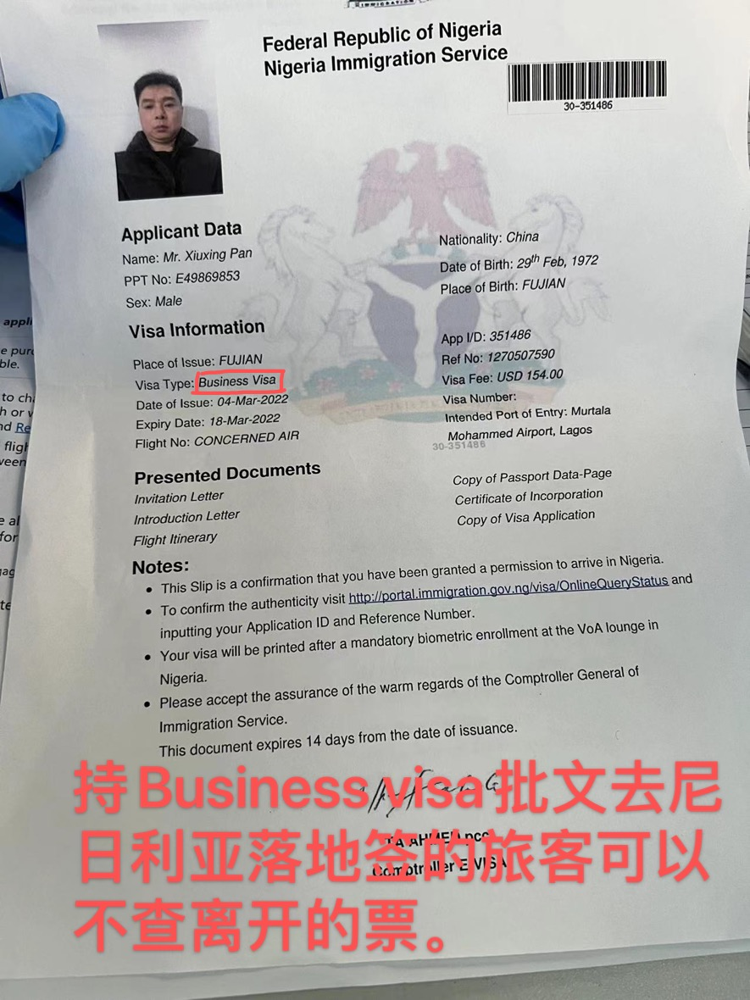 IMMIGRATION
Federal Republic of Nigeria
Nigeria Immigration Service
30-351486
Applicant Data
Name: Mr. Xiuxing Pan
PPT No: E49869853
Sex: Male
Nationality: China
Date of Birth: 29th Feb, 1972
Place of Birth: FUJIAN
Visa Information
Place of Issue: FUJIAN
Visa Type: Business Visa
Date of Issue: 04-Mar-2022
Expiry Date: 18-Mar-2022
Flight No: CONCERNED AIR
App I/D: 351486
Ref No: 1270507590
Visa Fee: USD 154.00
Visa Number:
Intended Port of Entry: Murtala
Mohammed Airport, Lagos
30-351486
Presented Documents
Invitation Letter
Introduction Letter
Flight Itinerary
Copy of Passport Data-Page
Certificate of Incorporation
Copy of Visa Application
Notes:
• This Slip is a confirmation that you have been granted a permission to arrive in Nigeria.
• To confirm the authenticity visit http://portal.immigration.gov.ng/visa/OnlineQueryStatus and
inputting your Application ID and Reference Number.
• Your visa will be printed after a mandatory biometric enrollment at the VoA lounge in
Nigeria.
• Please accept the assurance of the warm regards of the Comptroller General of
Immigration Service.
This document expires 14 days from the date of issuance.
持Business visa批文去尼
日利亚落地签的旅客可以
不查离开的票。
AHMED
Comptroller E-VISA